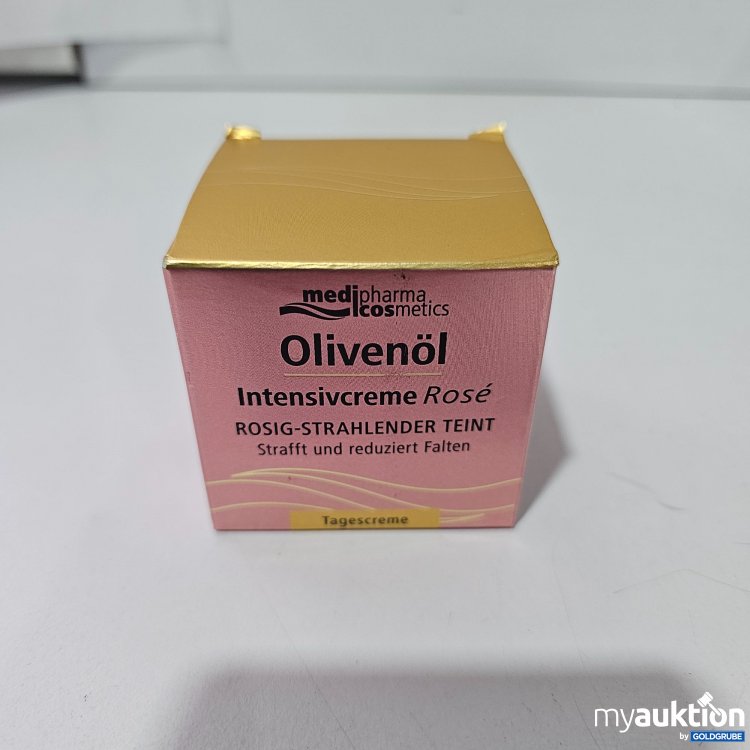 medipharma
cosmetics
Olivenöl
Intensivcreme Rosé
ROSIG-STRAHLENDER TEINT
Strafft und reduziert Falten
Tagescreme
myauktion
by GOLDGRUBE